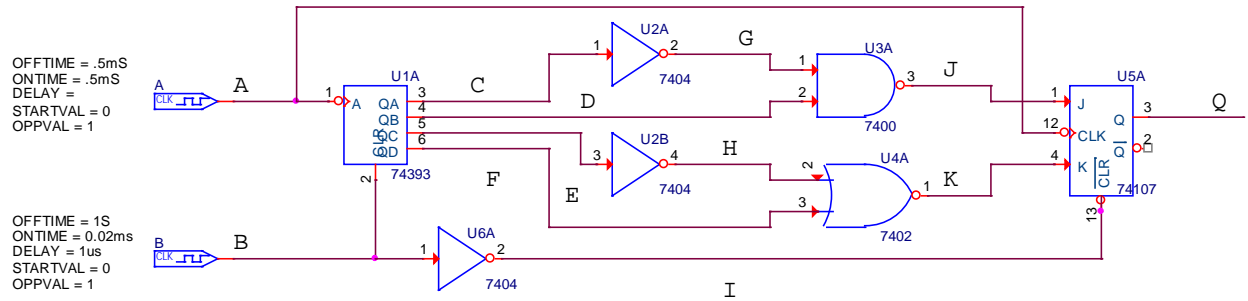 OFFTIME = .5mS
ONTIME = .5mS
DELAY =
STARTVAL = 0
OPPVAL = 1
A
CLK
A
1
U1A
A
CLR
QA
QB
QC
QD
3
4
5
6
2
74393
C
D
F
E
U2A
1
2
7404
G
U3A
1
2
3
7400
J
U2B
3
4
7404
H
U4A
2
3
1
7402
K
U5A
1
12
4
J
CLK
K
Q
Q
CLR
3
2
13
74107
Q
OFFTIME = 1S
ONTIME = 0.02ms
DELAY = 1us
STARTVAL = 0
OPPVAL = 1
B
CLK
B
U6A
1
2
7404
I